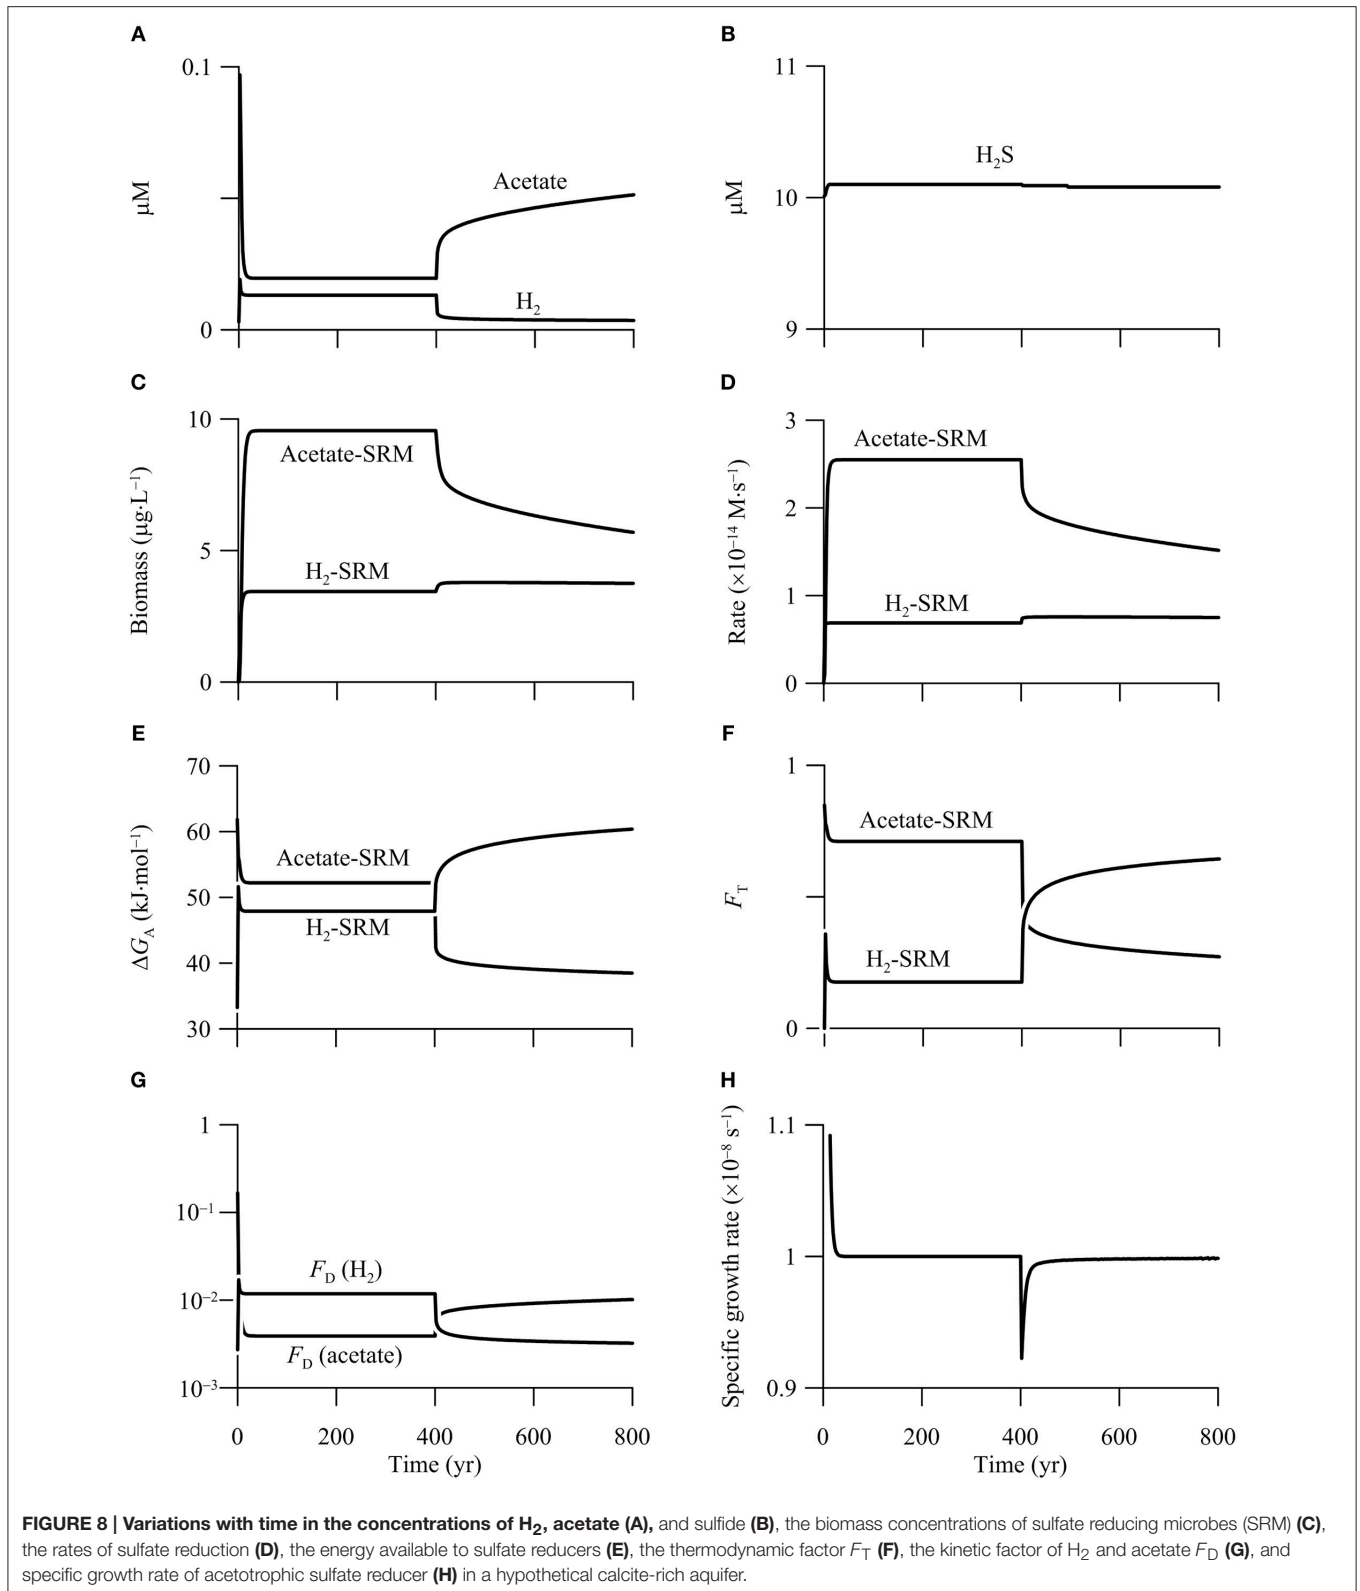 A
0.1
μM
0
Acetate
H2
B
11
10
9
μM
H2S
C
10
5
0
Biomass (μg·L−1)
Acetate-SRM
H2-SRM
D
3
2
1
0
Rate (×10−14 M·s−1)
Acetate-SRM
H2-SRM
E
70
60
50
40
30
ΔGA (kJ·mol−1)
Acetate-SRM
H2-SRM
F
1
0
FT
Acetate-SRM
H2-SRM
G
1
10−1
10−2
10−3
FD (H2)
FD (acetate)
0 200 400 600 800
Time (yr)
H
1.1
1
0.9
Specific growth rate (×10−8 s−1)
0 200 400 600 800
Time (yr)
FIGURE 8 | Variations with time in the concentrations of H2, acetate (A), and sulfide (B), the biomass concentrations of sulfate reducing microbes (SRM) (C),
the rates of sulfate reduction (D), the energy available to sulfate reducers (E), the thermodynamic factor FT (F), the kinetic factor of H2 and acetate FD (G), and
specific growth rate of acetotrophic sulfate reducer (H) in a hypothetical calcite-rich aquifer.